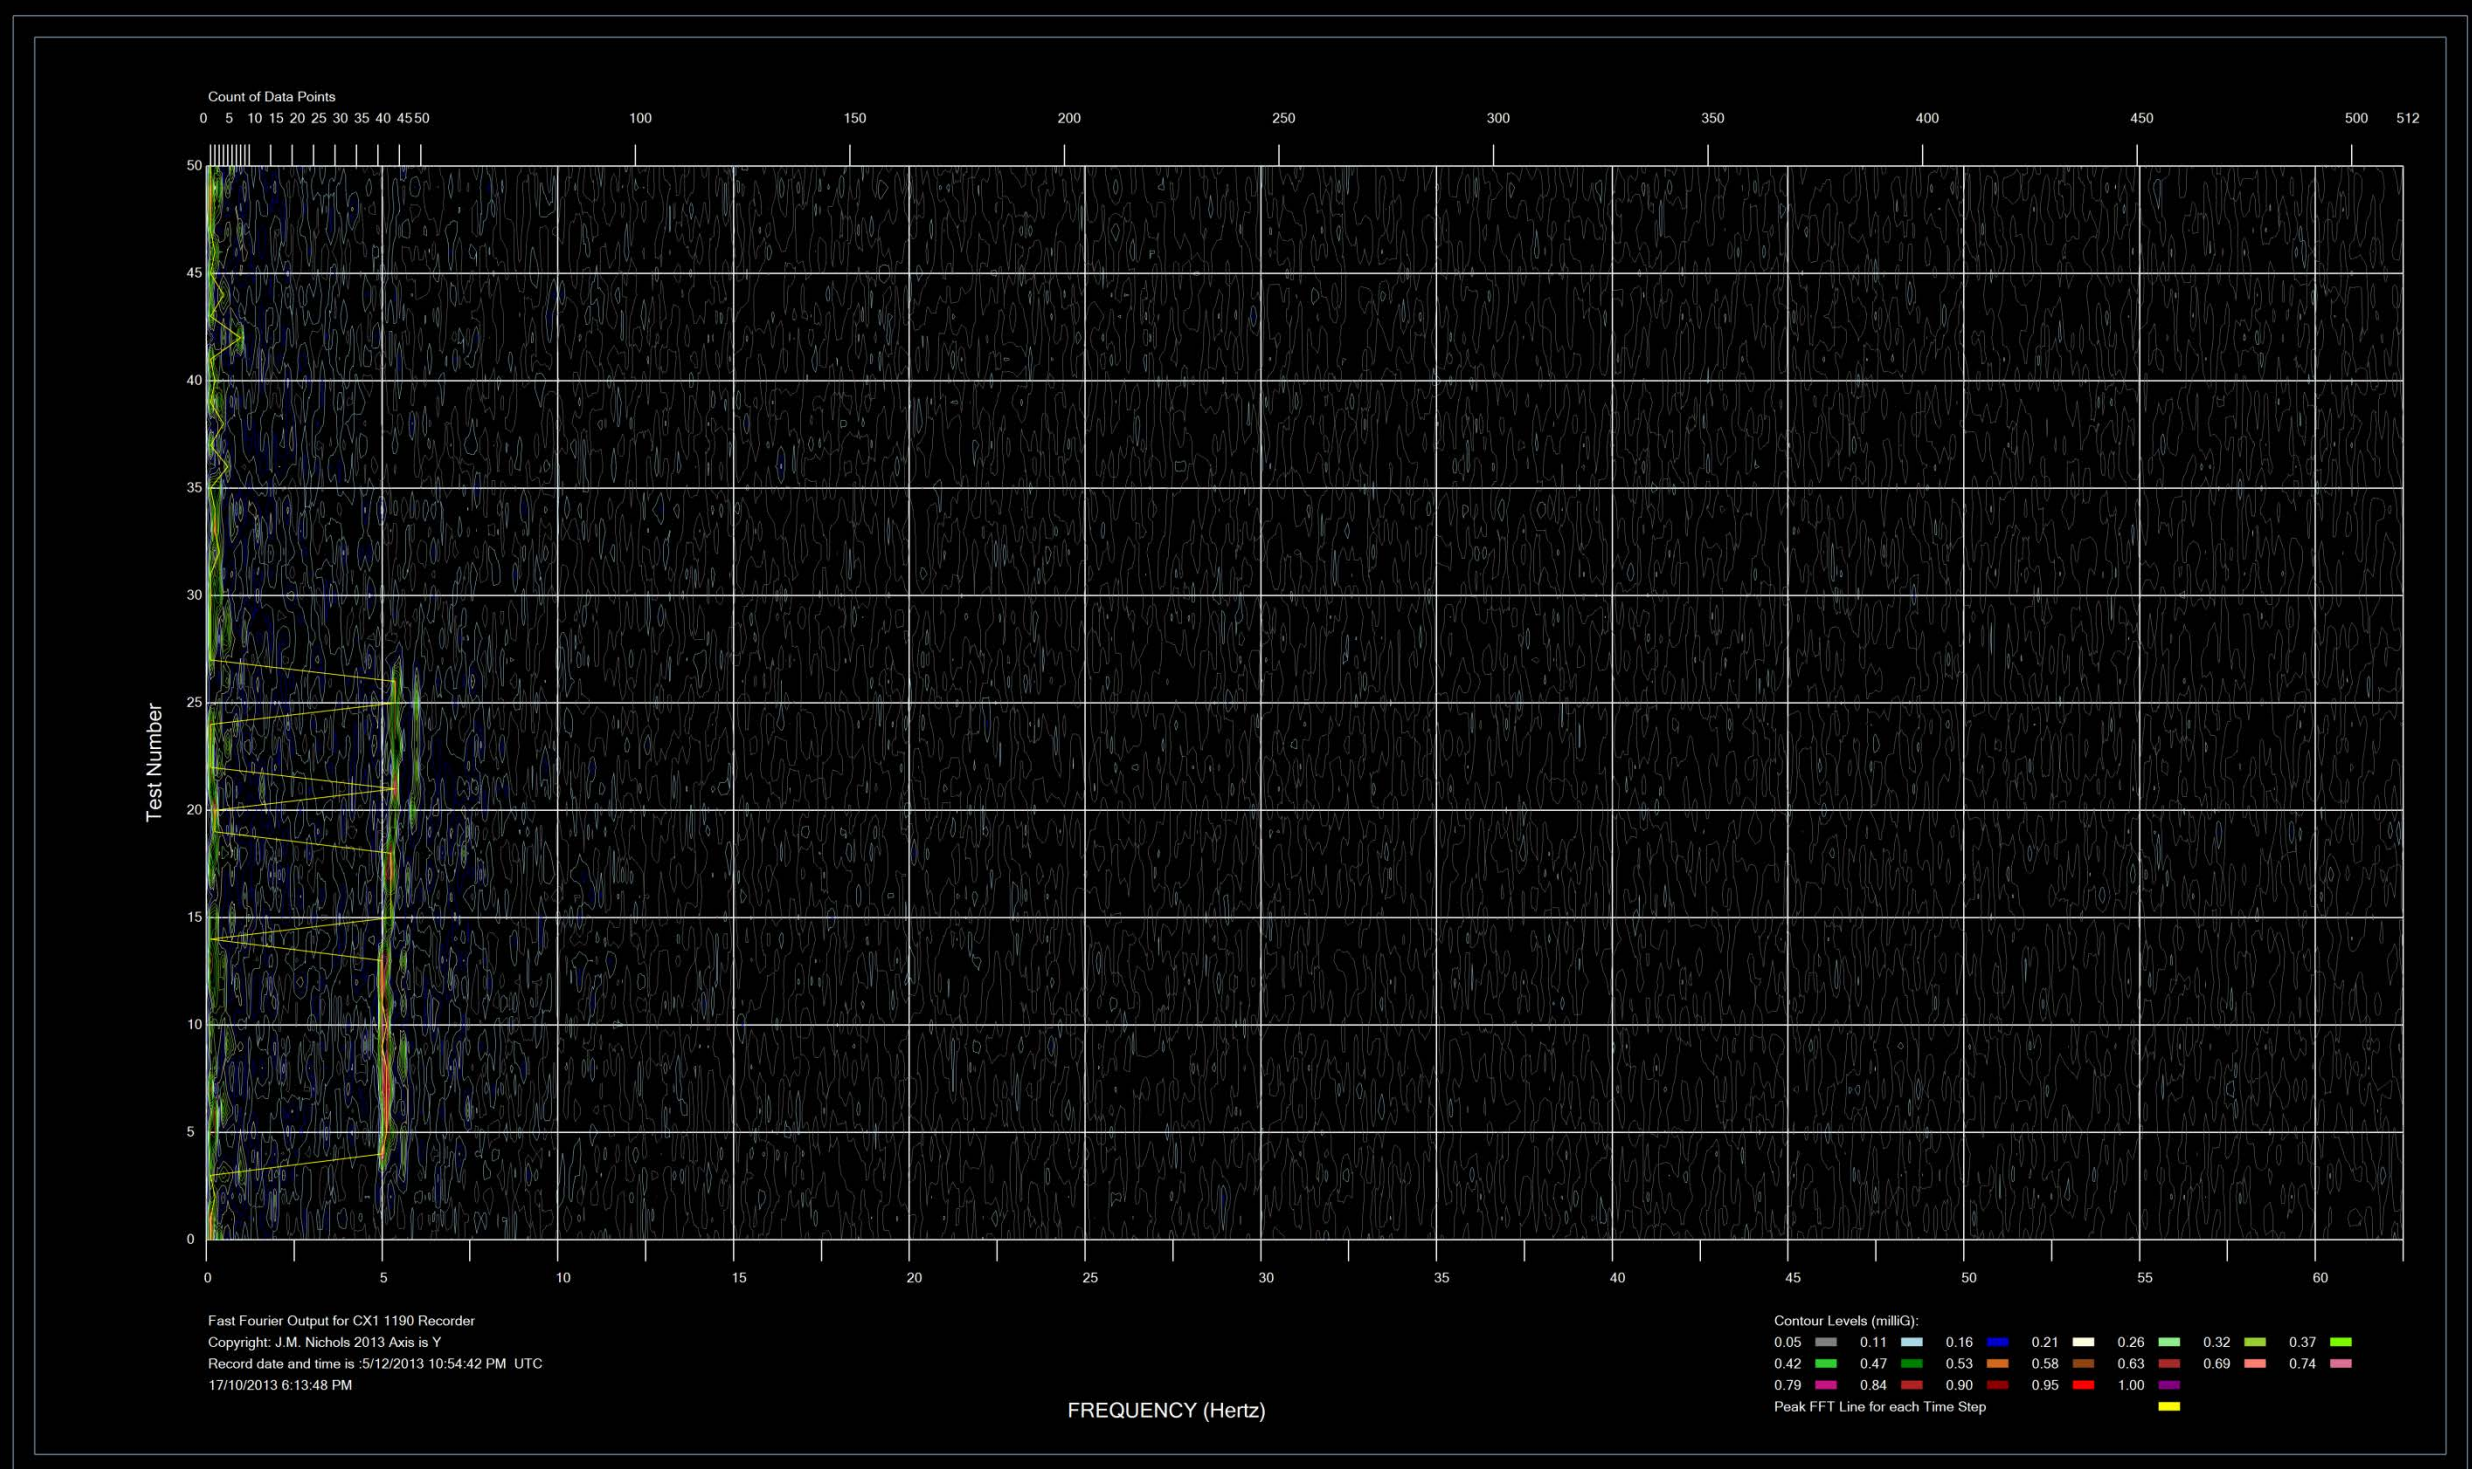 Count of Data Points
0 5 10 15 20 25 30 35 40 45 50 100 150 200 250 300 350 400 450 500 512
50
45
40
35
30
25
20
15
10
5
0
Test Number
0 5 10 15 20 25 30 35 40 45 50 55 60
FREQUENCY (Hertz)
Fast Fourier Output for CX1 1190 Recorder
Copyright: J.M. Nichols 2013 Axis is Y
Record date and time is :5/12/2013 10:54:42 PM UTC
17/10/2013 6:13:48 PM
Contour Levels (milliG):
0.05 0.11 0.16 0.21 0.26 0.32 0.37
0.42 0.47 0.53 0.58 0.63 0.69 0.74
0.79 0.84 0.90 0.95 1.00
Peak FFT Line for each Time Step